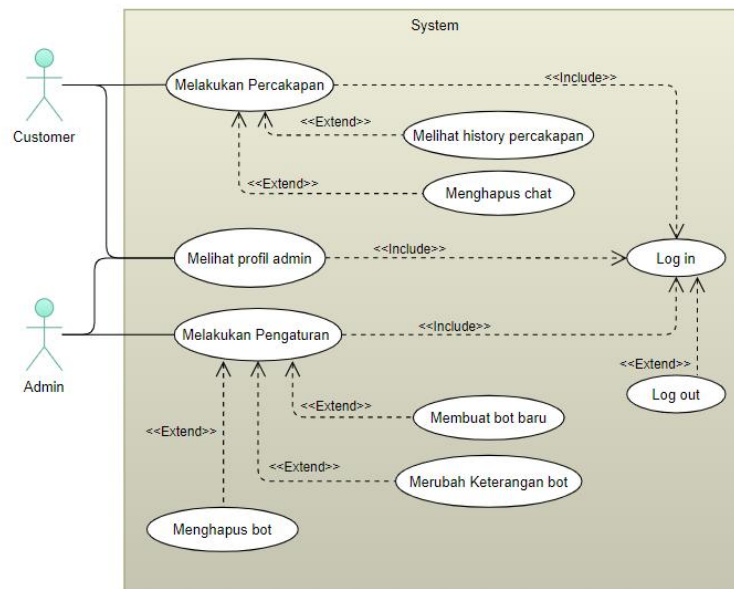 System
Melakukan Percakapan
<<Include>>
Customer
<<Extend>>
Melihat history percakapan
<<Extend>>
Menghapus chat
Melihat profil admin
<<Include>>
Log in
Admin
Melakukan Pengaturan
<<Include>>
<<Extend>>
Log out
<<Extend>>
Membuat bot baru
<<Extend>>
<<Extend>>
Merubah Keterangan bot
Menghapus bot